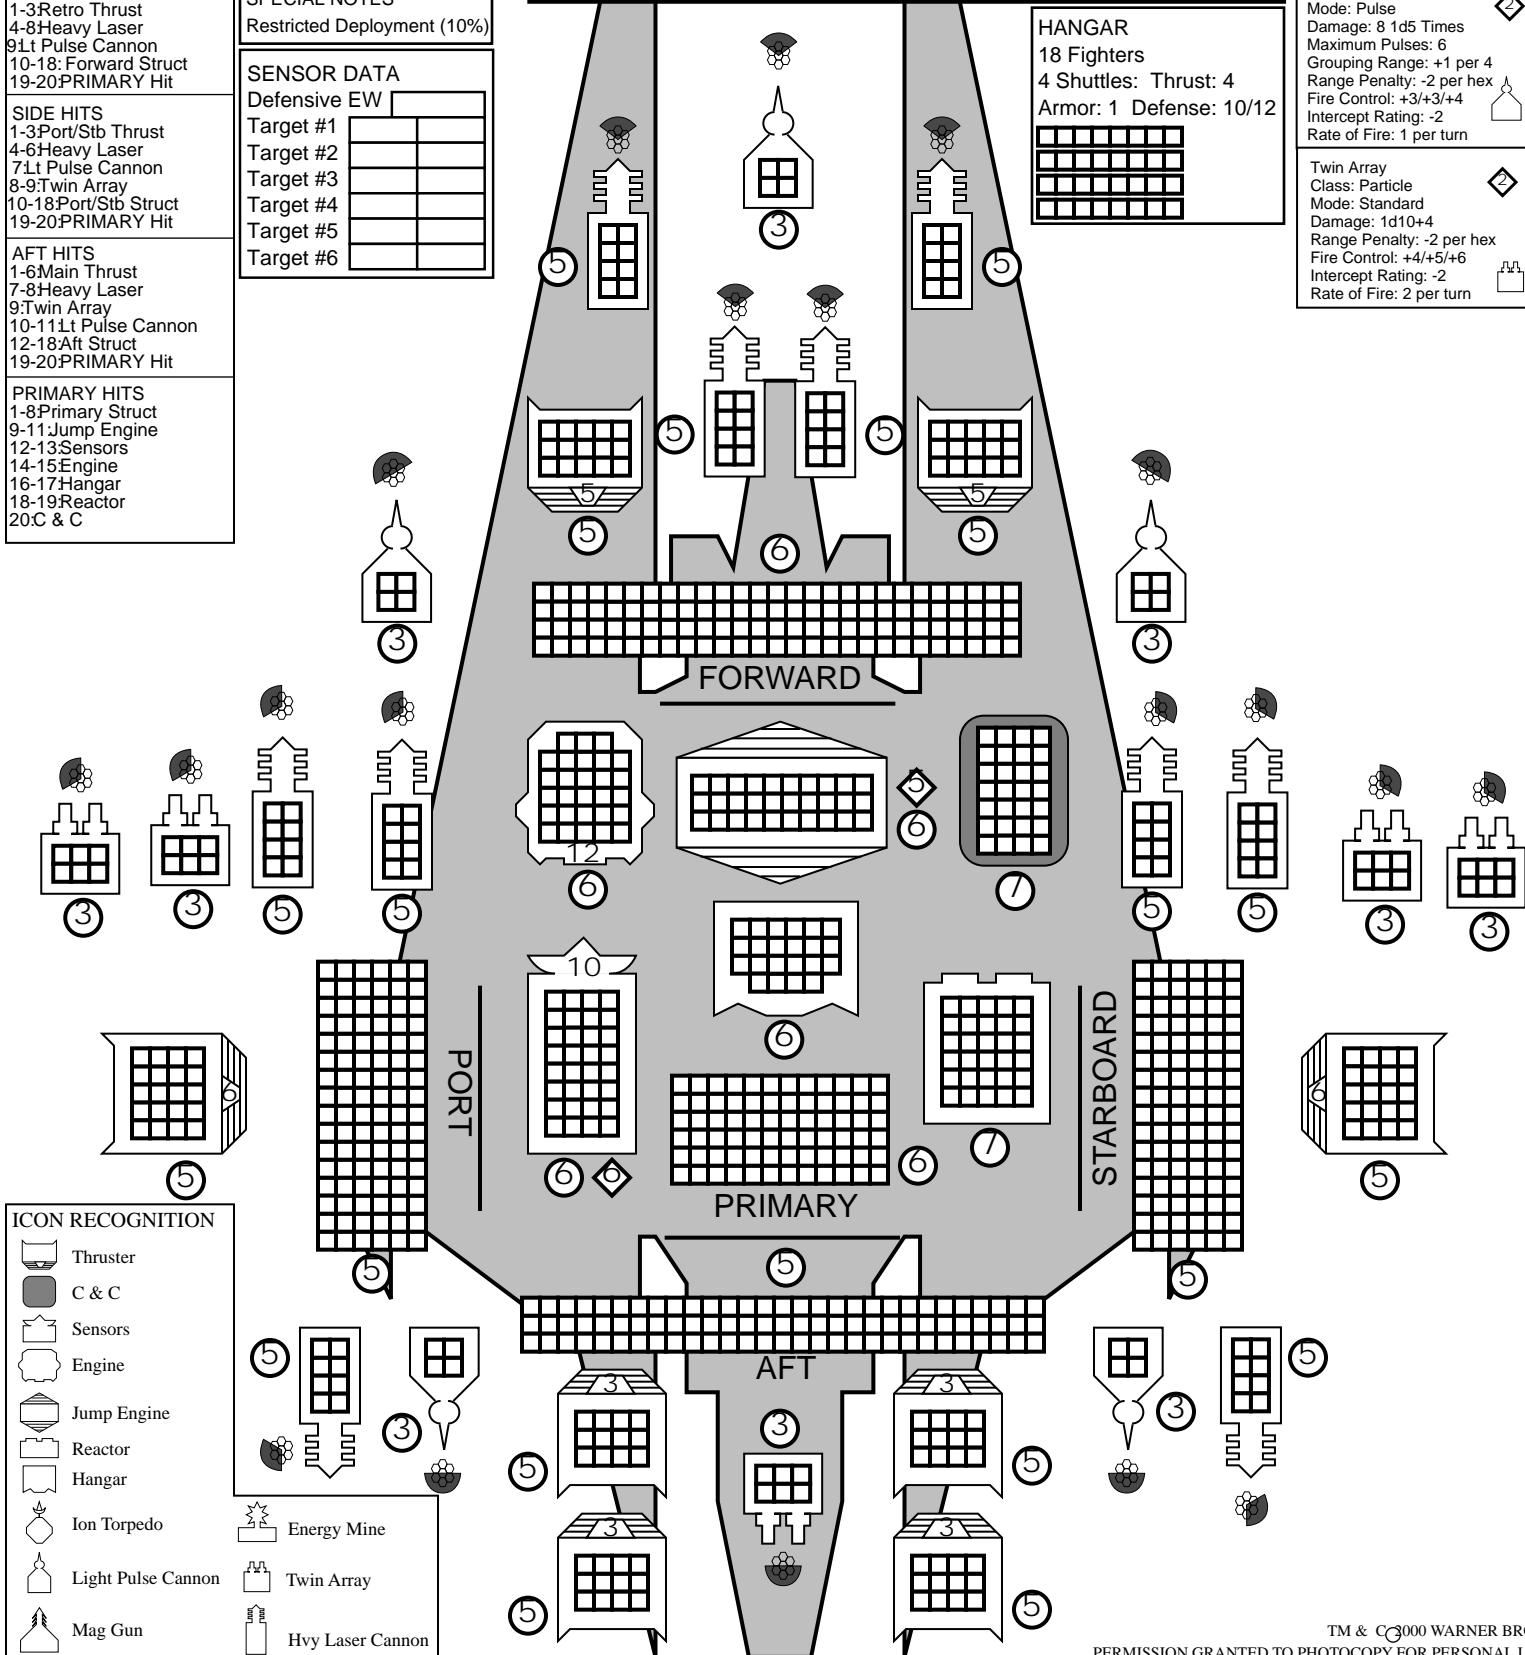 1-3:Retro Thrust
4-8:Heavy Laser
9:Lt Pulse Cannon
10-18: Forward Struct
19-20:PRIMARY Hit
SIDE HITS
1-3:Port/Stb Thrust
4-6:Heavy Laser
7:Lt Pulse Cannon
8-9:Twin Array
10-18:Port/Stb Struct
19-20:PRIMARY Hit
AFT HITS
1-6:Main Thrust
7-8:Heavy Laser
9:Twin Array
10-11:Lt Pulse Cannon
12-18:Aft Struct
19-20:PRIMARY Hit
PRIMARY HITS
1-8:Primary Struct
9-11:Jump Engine
12-13:Sensors
14-15:Engine
16-17:Hangar
18-19:Reactor
20:C & C
SPECIAL NOTES
Restricted Deployment (10%)
SENSOR DATA
Defensive EW
Target #1
Target #2
Target #3
Target #4
Target #5
Target #6
HANGAR
18 Fighters
4 Shuttles: Thrust: 4
Armor: 1 Defense: 10/12
Mode: Pulse
2
Damage: 8 1d5 Times
Maximum Pulses: 6
Grouping Range: +1 per 4
Range Penalty: -2 per hex
Fire Control: +3/+3/+4
Intercept Rating: -2
Rate of Fire: 1 per turn
Twin Array
Class: Particle
2
Mode: Standard
Damage: 1d10+4
Range Penalty: -2 per hex
Fire Control: +4/+5/+6
Intercept Rating: -2
Rate of Fire: 2 per turn
3
5 5
5 5
5 5
5 5
6
3 3
FORWARD
5
6
12
6
7
3 3 5 5
5 5 3 3
10
6
6 6
7
6
PORT
STARBOARD
6
5
6
5
PRIMARY
5
5
5
AFT
5
3
3
5
3
3
3
5
5
3
3
5
5
ICON RECOGNITION
Thruster
C & C
Sensors
Engine
Jump Engine
Reactor
Hangar
Ion Torpedo
Energy Mine
Light Pulse Cannon
Twin Array
Mag Gun
Hvy Laser Cannon
TM & C 2000 WARNER BRO
PERMISSION GRANTED TO PHOTOCOPY FOR PERSONAL